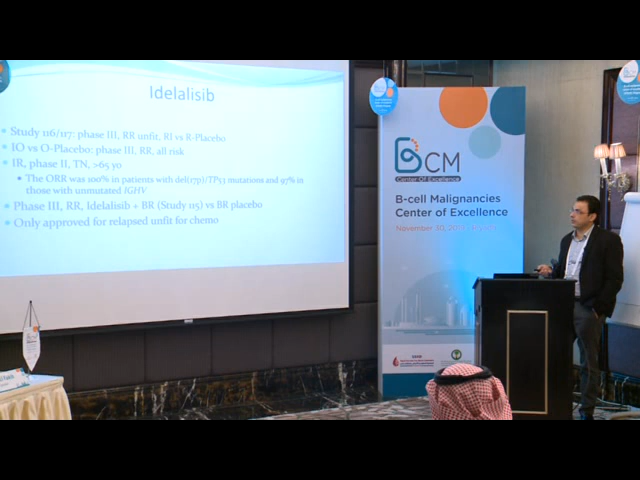 Idelalisib
Study 116/117: phase III, RR unfit, RI vs R-Placebo
IO vs O-Placebo: phase III, RR, all risk
IR, phase II, TN, >65 yo
The ORR was 100% in patients with del(17p)/TP53 mutations and 97% in
those with unmutated IGHV
Phase III, RR, Idelalisib + BR (Study 115) vs BR placebo
Only approved for relapsed unfit for chemo
BCM
Center Of Excellence
B-cell Malignancies
Center of Excellence
November 30,